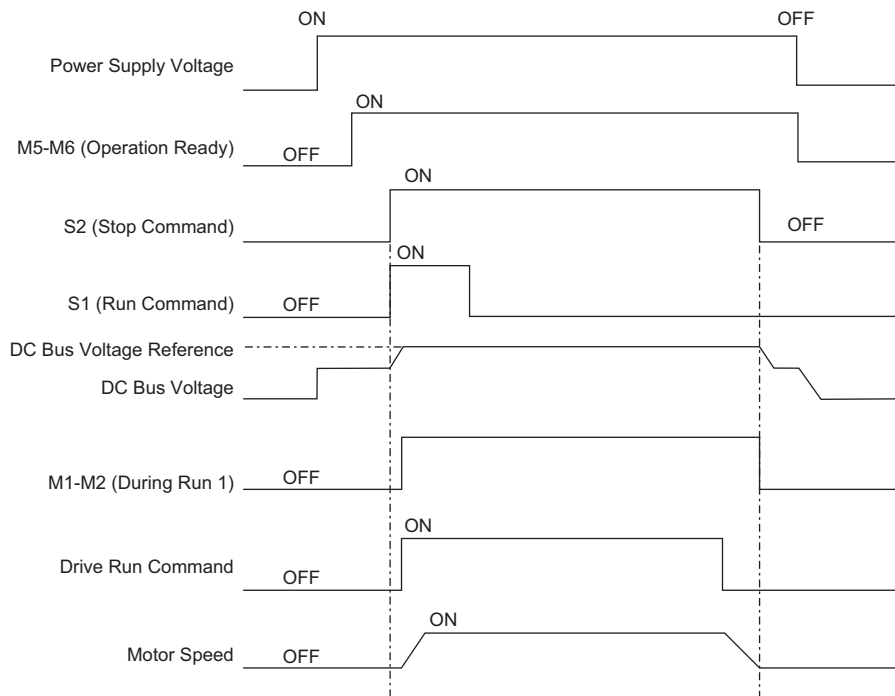 ON
OFF
Power Supply Voltage
ON
M5-M6 (Operation Ready)
OFF
ON
S2 (Stop Command)
OFF
ON
S1 (Run Command)
OFF
DC Bus Voltage Reference
DC Bus Voltage
M1-M2 (During Run 1)
OFF
ON
Drive Run Command
OFF
ON
Motor Speed
OFF